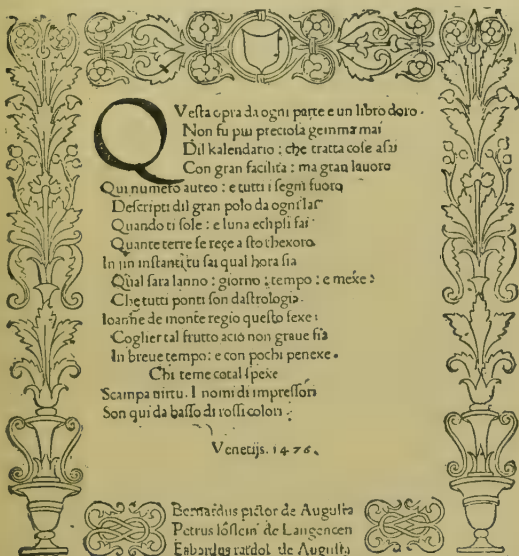 Questa opra da ogni parte e un libro doro.
Non fu piu preciosa gemma mai
Dil kalendario: che tratta cose asai
Con gran facilita: ma gran lauoro
Qui numero aureo: e tutti i segni fuoro
Descripti dil gran polo da ogni lai
Quando ti sole: e luna echpsi fai
Quante terre se rege a sto thexoro.
In un instanti tu sai qual hora sia
Qual sara lanno: giorno: tempo: e mexe:
Che tutti ponti son dastrologia.
Ioanne de monte regio questo fexe:
Coglier tal frutto acio non graue sia
In breue tempo: e con pochi penexe.
Chi teme cotal spexe
Scampa uirtu. I nomi di impressori
Son qui da basso di rossi colori.
Venetijs. 1476.
Bernardus pictor de Augusta
Petrus loslein de Langencen
Erhardus ratdolt de Augusta